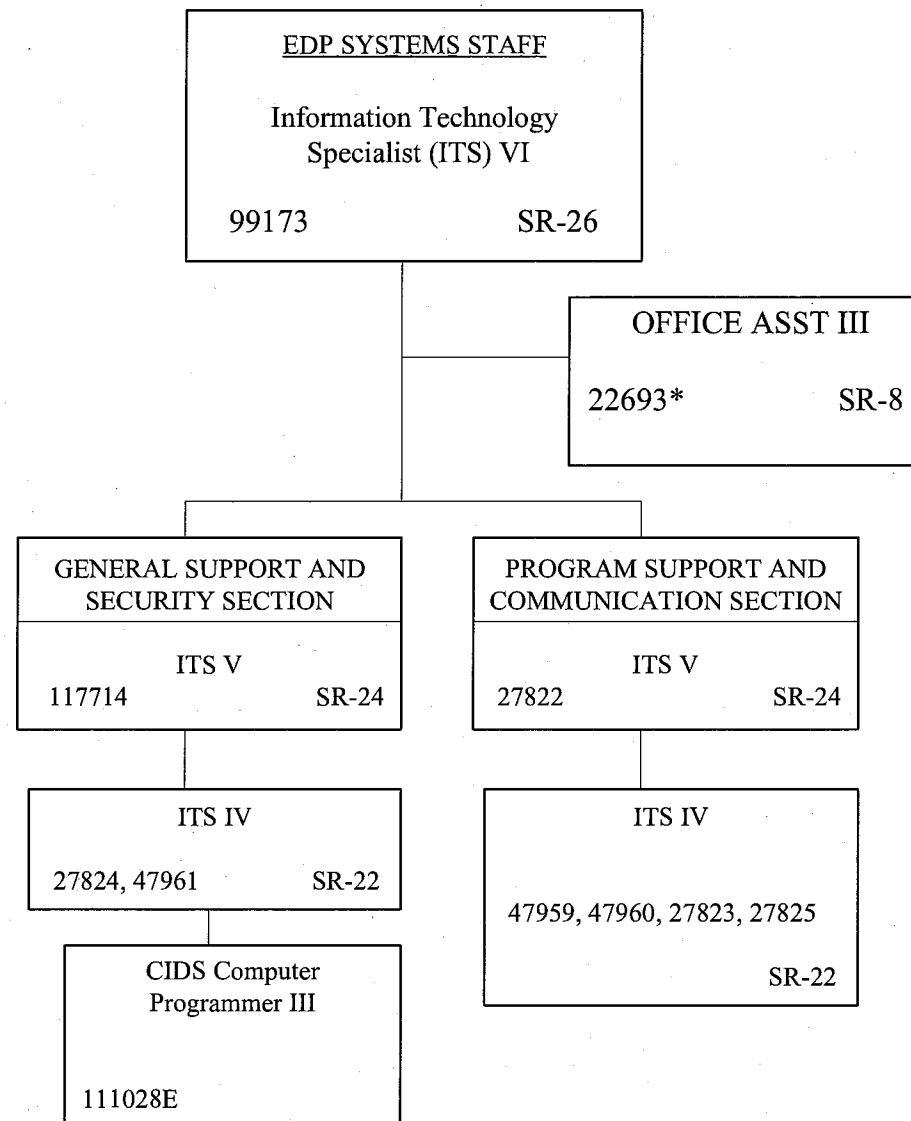 EDP SYSTEMS STAFF
Information Technology
Specialist (ITS) VI
99173 SR-26
OFFICE ASST III
22693* SR-8
GENERAL SUPPORT AND
SECURITY SECTION
ITS V
117714 SR-24
PROGRAM SUPPORT AND
COMMUNICATION SECTION
ITS V
27822 SR-24
ITS IV
27824, 47961 SR-22
ITS IV
47959, 47960, 27823, 27825
SR-22
CIDS Computer
Programmer III
111028E